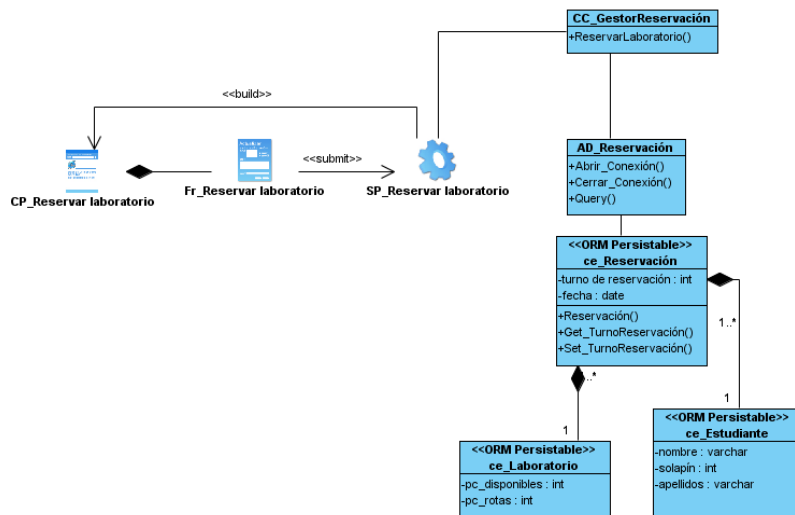 CC_GestorReservación
+ReservarLaboratorio()
<<build>>
<<submit>>
CP_Reservar laboratorio
Fr_Reservar laboratorio
SP_Reservar laboratorio
AD_Reservación
+Abrir_Conexión()
+Cerrar_Conexión()
+Query()
<<ORM Persistable>>
ce_Reservación
-turno de reservación : int
-fecha : date
+Reservación()
+Get_TurnoReservación()
+Set_TurnoReservación()
1..*
..*
1
1
<<ORM Persistable>>
ce_Laboratorio
-pc_disponibles : int
-pc_rotas : int
<<ORM Persistable>>
ce_Estudiante
-nombre : varchar
-solapín : int
-apellidos : varchar